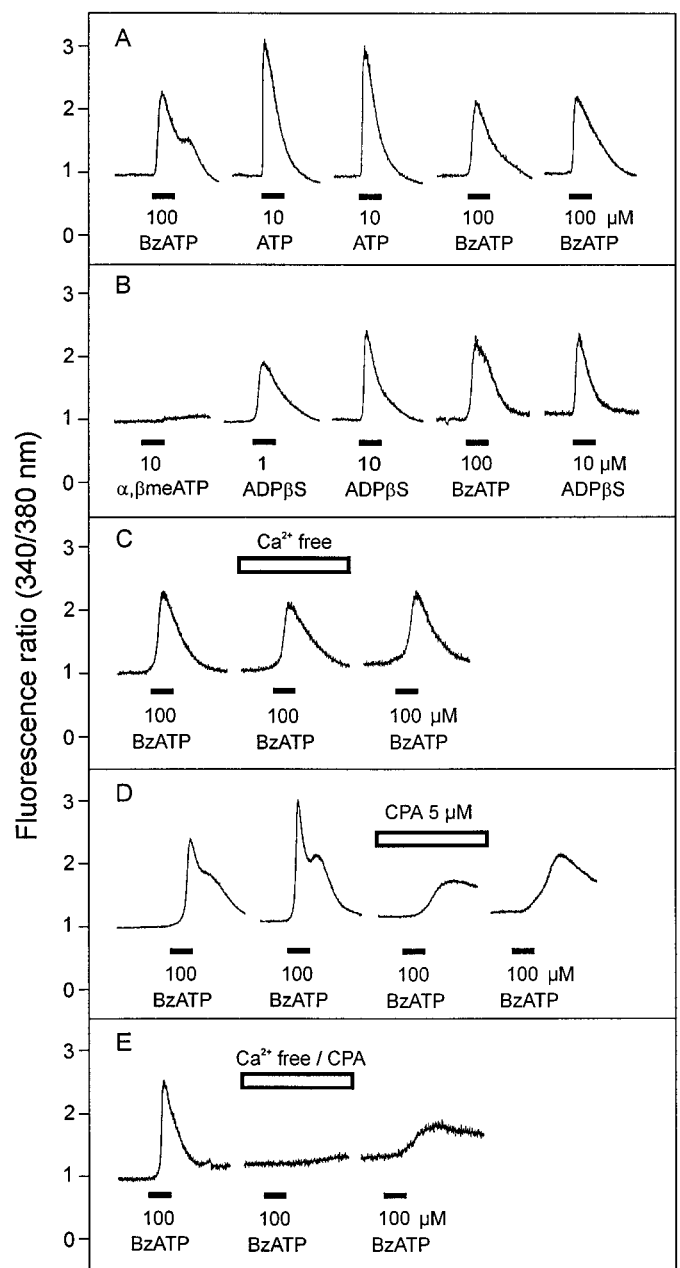 Fluorescence ratio (340/380 nm)
A
3
2
1
0
100 10 10 100 100 µM
BzATP ATP ATP BzATP BzATP
B
3
2
1
0
10 1 10 100 10 µM
α,βmeATP ADPβS ADPβS BzATP ADPβS
C
Ca²⁺ free
3
2
1
0
100 100 100 µM
BzATP BzATP BzATP
D
CPA 5 µM
3
2
1
0
100 100 100 100 µM
BzATP BzATP BzATP BzATP
E
Ca²⁺ free / CPA
3
2
1
0
100 100 100 µM
BzATP BzATP BzATP